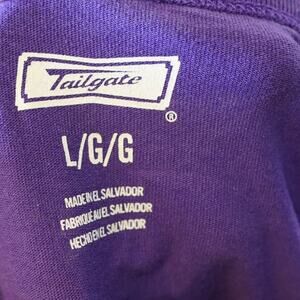 Tailgate
®
L/G/G
MADE IN EL SALVADOR
FABRIQUÉ AU EL SALVADOR
HECHO EN EL SALVADOR